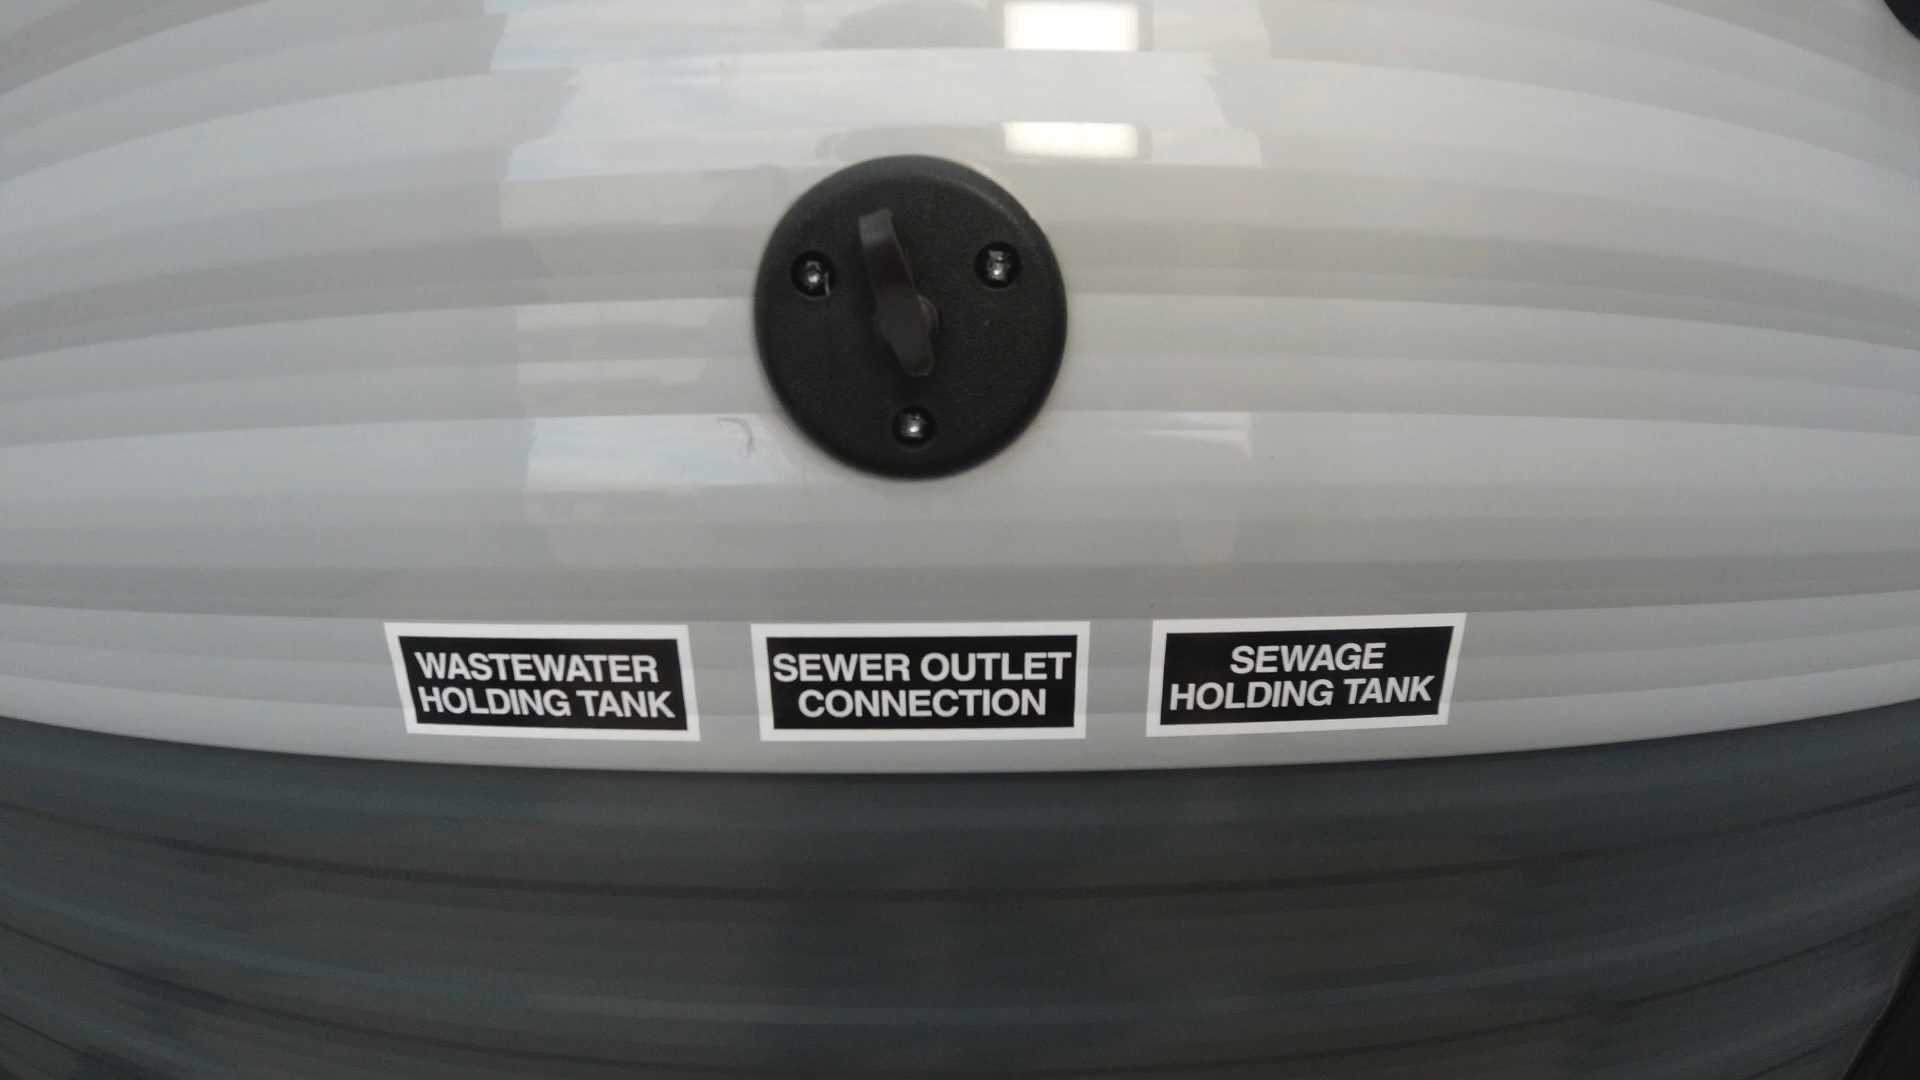 WASTEWATER
HOLDING TANK
SEWER OUTLET
CONNECTION
SEWAGE
HOLDING TANK